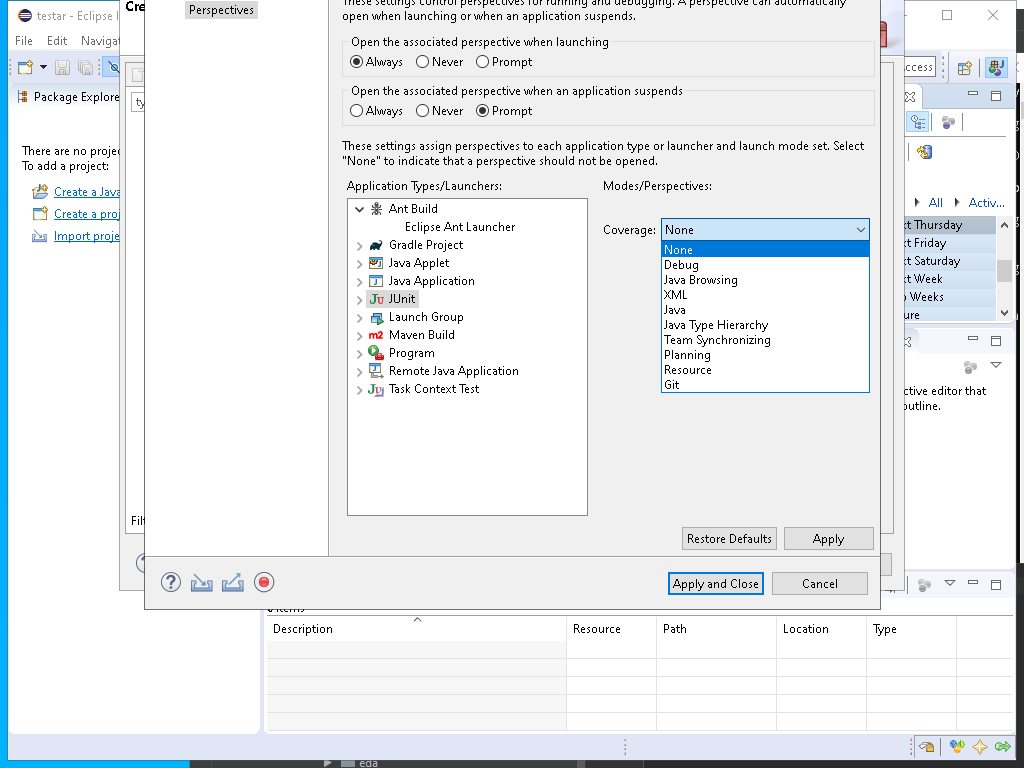 testar - Eclipse I
File Edit Naviga
Package Explore
There are no proje
To add a project:
Create a Java
Create a proj
Import proje
Cre
ty
Perspectives
These settings control perspectives for running and debugging. A perspective can automatically
open when launching or when an application suspends.
Open the associated perspective when launching
Always Never Prompt
Open the associated perspective when an application suspends
Always Never Prompt
These settings assign perspectives to each application type or launcher and launch mode set. Select
"None" to indicate that a perspective should not be opened.
Application Types/Launchers:
Ant Build
Eclipse Ant Launcher
Gradle Project
Java Applet
Java Application
JUnit
Launch Group
Maven Build
Program
Remote Java Application
Task Context Test
Modes/Perspectives:
Coverage: None
None
Debug
Java Browsing
XML
Java
Java Type Hierarchy
Team Synchronizing
Planning
Resource
Git
Restore Defaults Apply
Apply and Close Cancel
Filt
ccess
All Activ...
xt Thursday
xt Friday
xt Saturday
xt Week
o Weeks
ure
ctive editor that
outline.
items
Description Resource Path Location Type
eda